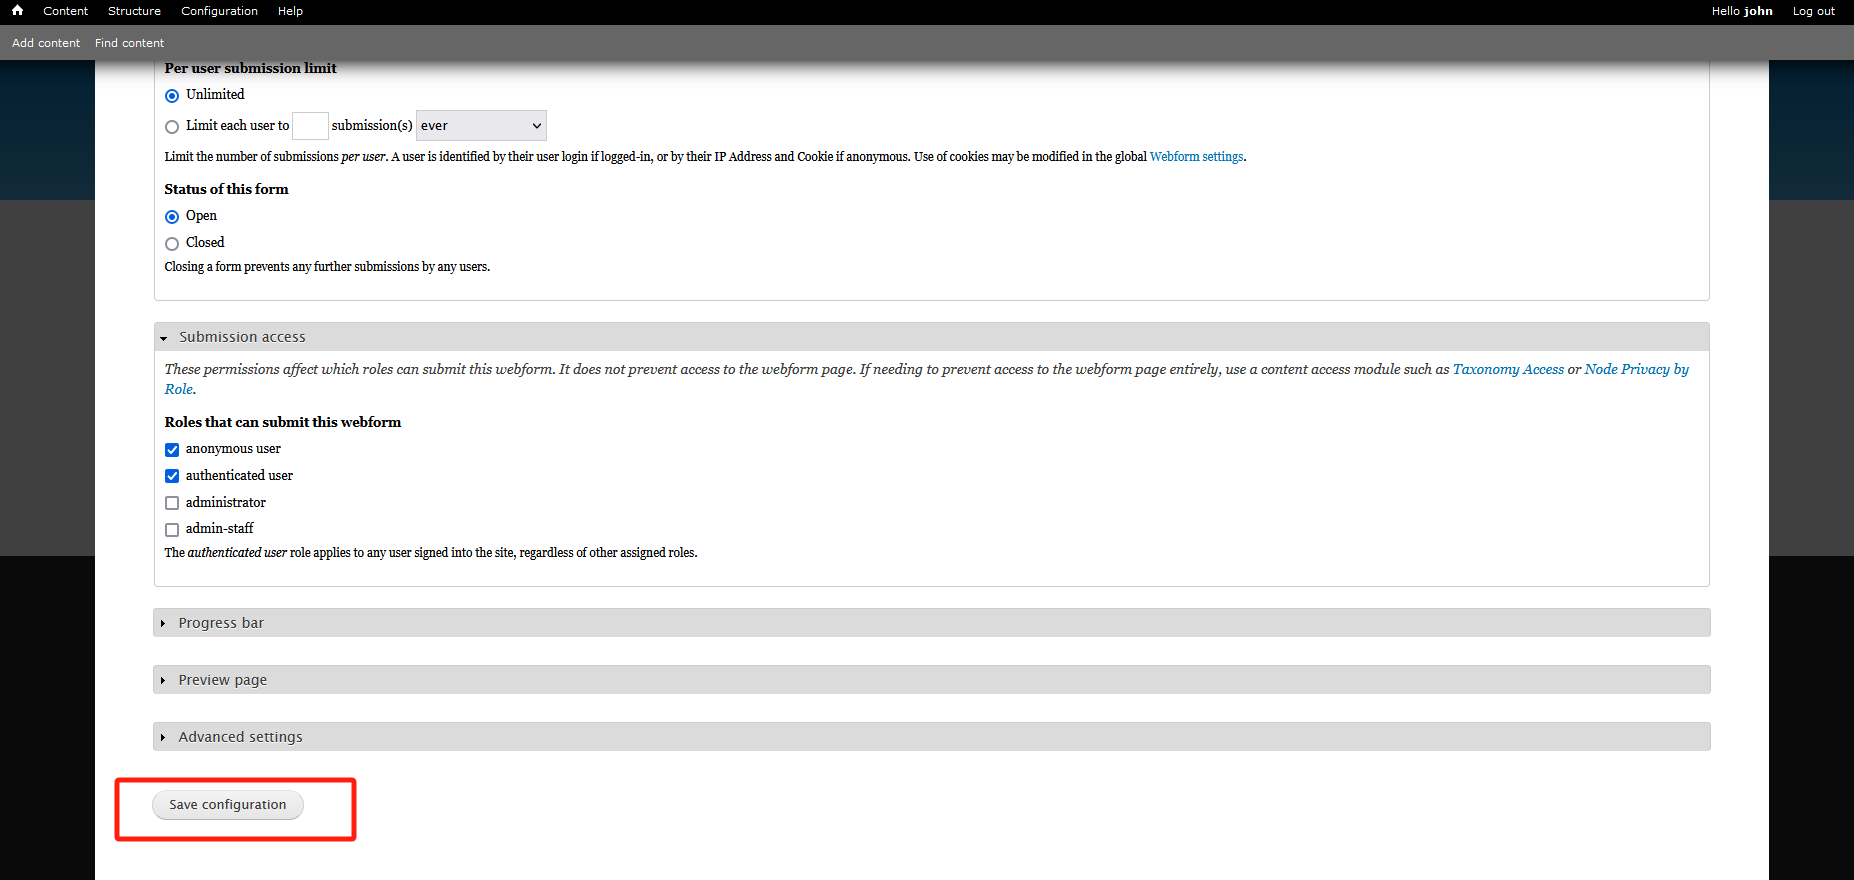 Content Structure Configuration Help Hello john Log out
Add content Find content
Per user submission limit
Unlimited
Limit each user to submission(s) ever
Limit the number of submissions per user. A user is identified by their user login if logged-in, or by their IP Address and Cookie if anonymous. Use of cookies may be modified in the global Webform settings.
Status of this form
Open
Closed
Closing a form prevents any further submissions by any users.
Submission access
These permissions affect which roles can submit this webform. It does not prevent access to the webform page. If needing to prevent access to the webform page entirely, use a content access module such as Taxonomy Access or Node Privacy by
Role.
Roles that can submit this webform
anonymous user
authenticated user
administrator
admin-staff
The authenticated user role applies to any user signed into the site, regardless of other assigned roles.
Progress bar
Preview page
Advanced settings
Save configuration